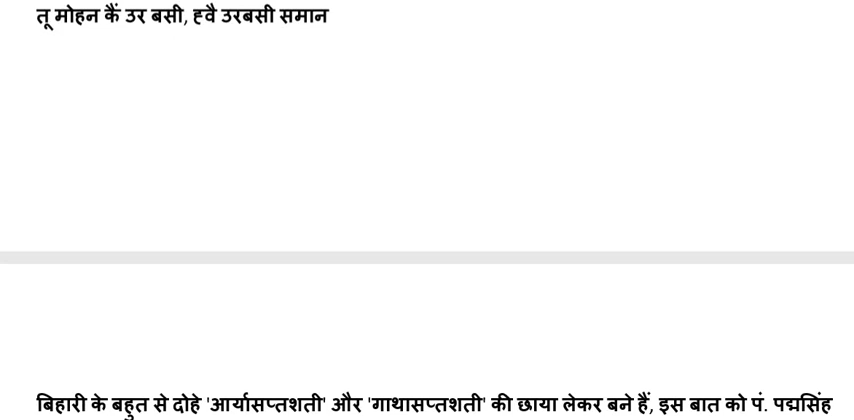 तू मोहन कैं उर बसी, ह्वै उरबसी समान
बिहारी के बहुत से दोहे 'आर्यासप्तशती' और 'गाथासप्तशती' की छाया लेकर बने हैं, इस बात को पं. पद्मसिंह